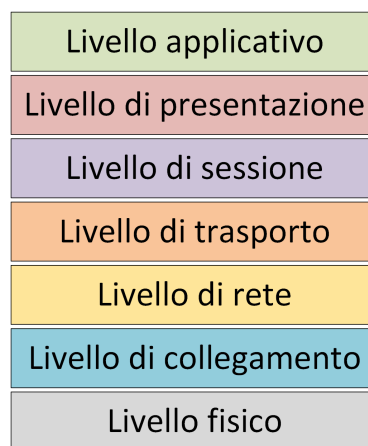 Livello applicativo
Livello di presentazione
Livello di sessione
Livello di trasporto
Livello di rete
Livello di collegamento
Livello fisico